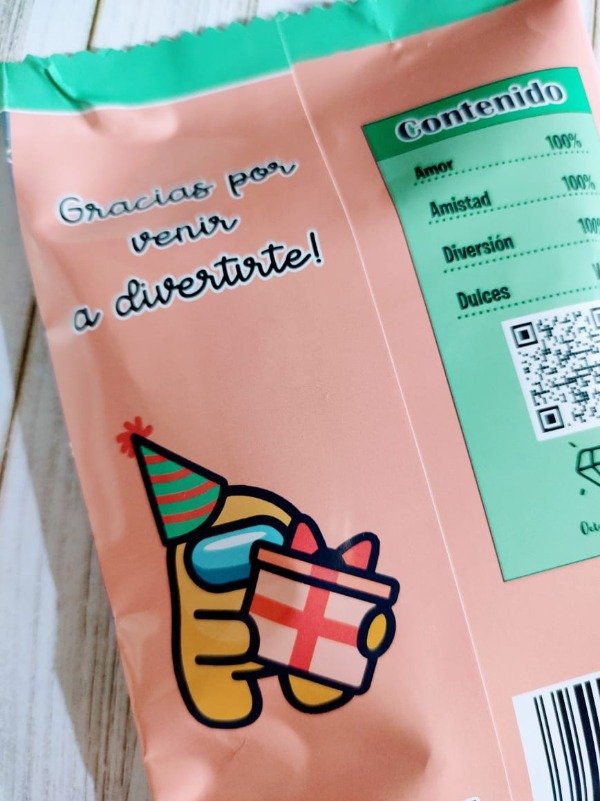 Gracias por
venir
a divertirte!
Contenido
Amor 100%
Amistad 100%
Diversión
Dulces